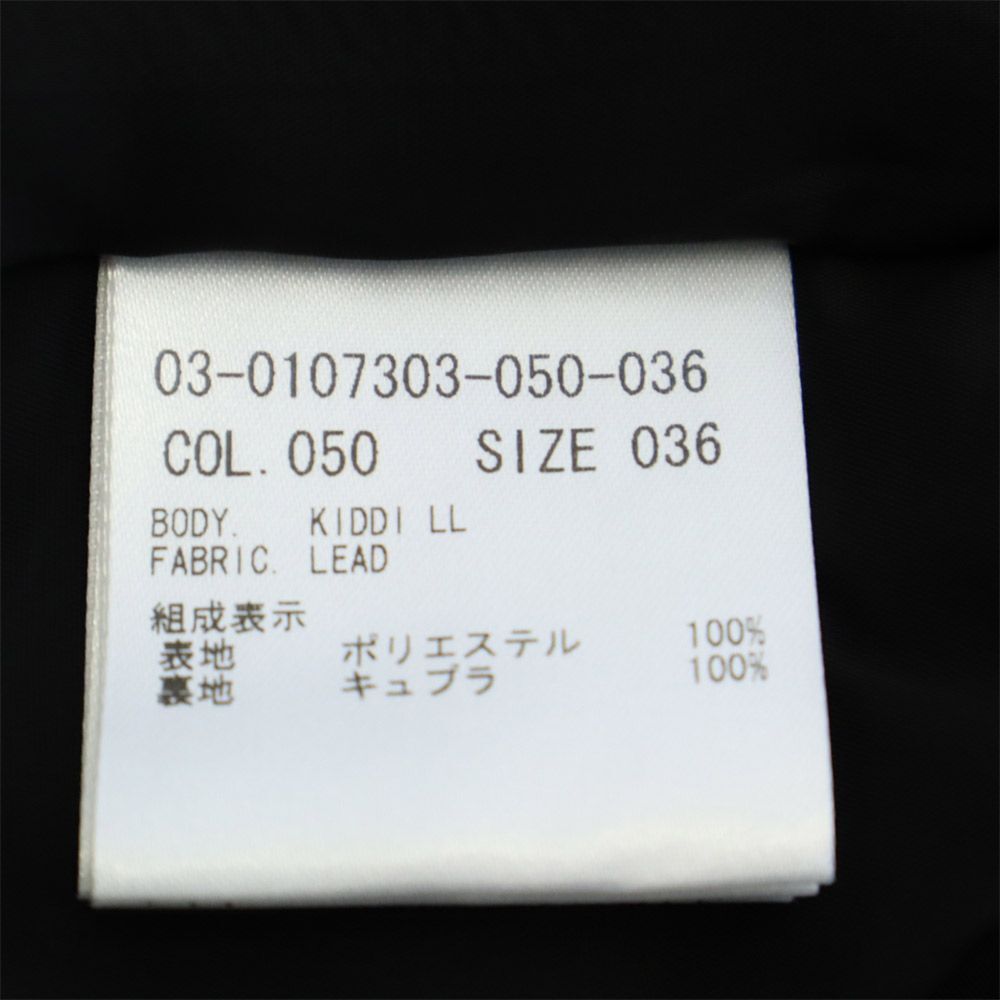 03-0107303-050-036
COL. 050 SIZE 036
BODY. KIDDI LL
FABRIC. LEAD
組成表示
表地 ポリエステル 100%
裏地 キュプラ 100%